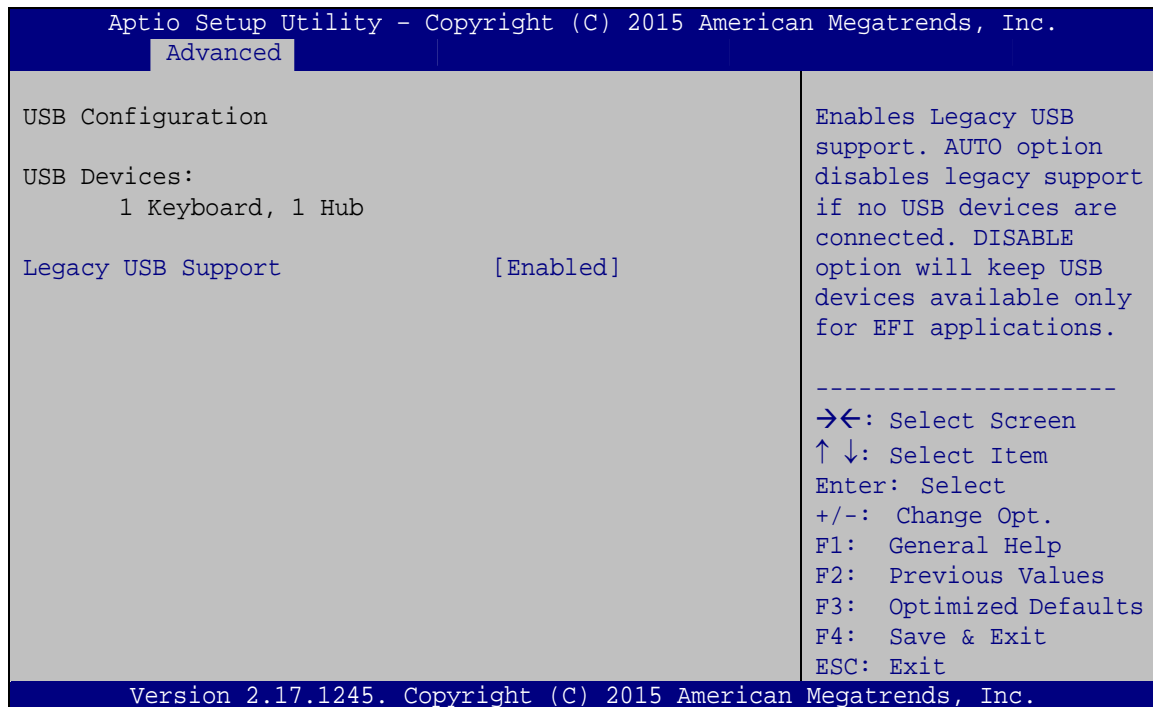 Aptio Setup Utility – Copyright (C) 2015 American Megatrends, Inc.
Advanced
USB Configuration
USB Devices:
1 Keyboard, 1 Hub
Legacy USB Support [Enabled]
Enables Legacy USB
support. AUTO option
disables legacy support
if no USB devices are
connected. DISABLE
option will keep USB
devices available only
for EFI applications.
---------------------
→←: Select Screen
↑ ↓: Select Item
Enter: Select
+/-: Change Opt.
F1: General Help
F2: Previous Values
F3: Optimized Defaults
F4: Save & Exit
ESC: Exit
Version 2.17.1245. Copyright (C) 2015 American Megatrends, Inc.